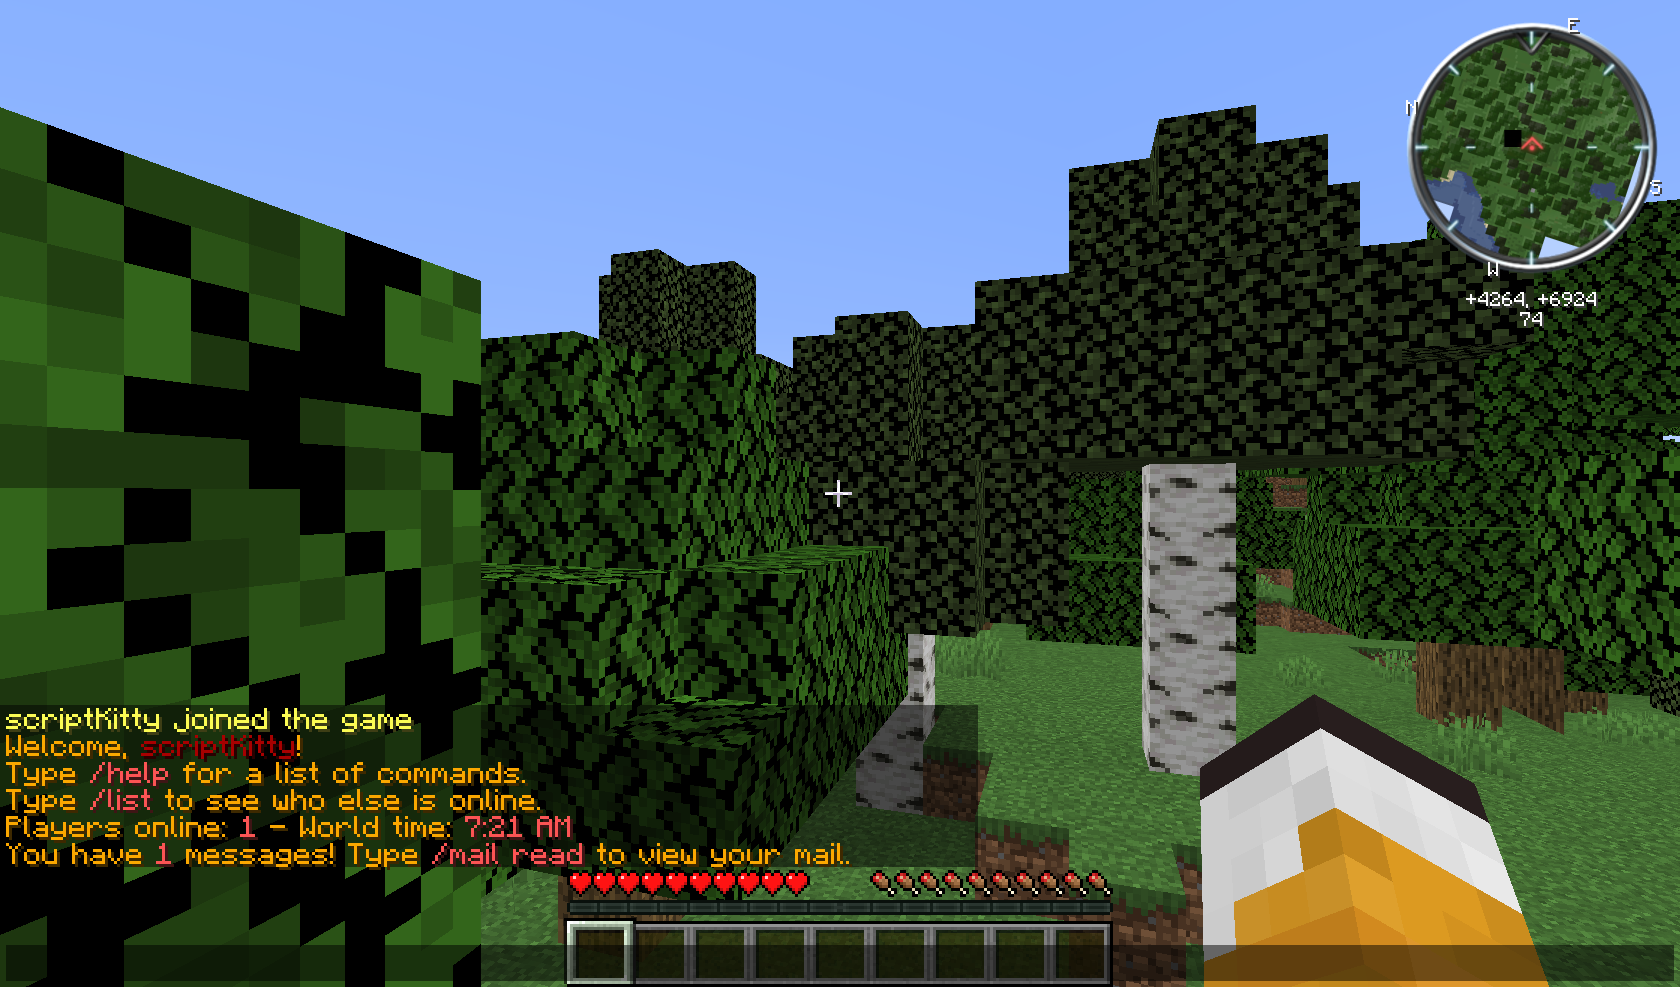 E
N
S
W
+4264, +6924
74
scriptKitty joined the game
Welcome, scriptKitty!
Type /help for a list of commands.
Type /list to see who else is online.
Players online: 1 - World time: 7:21 AM
You have 1 messages! Type /mail read to view your mail.